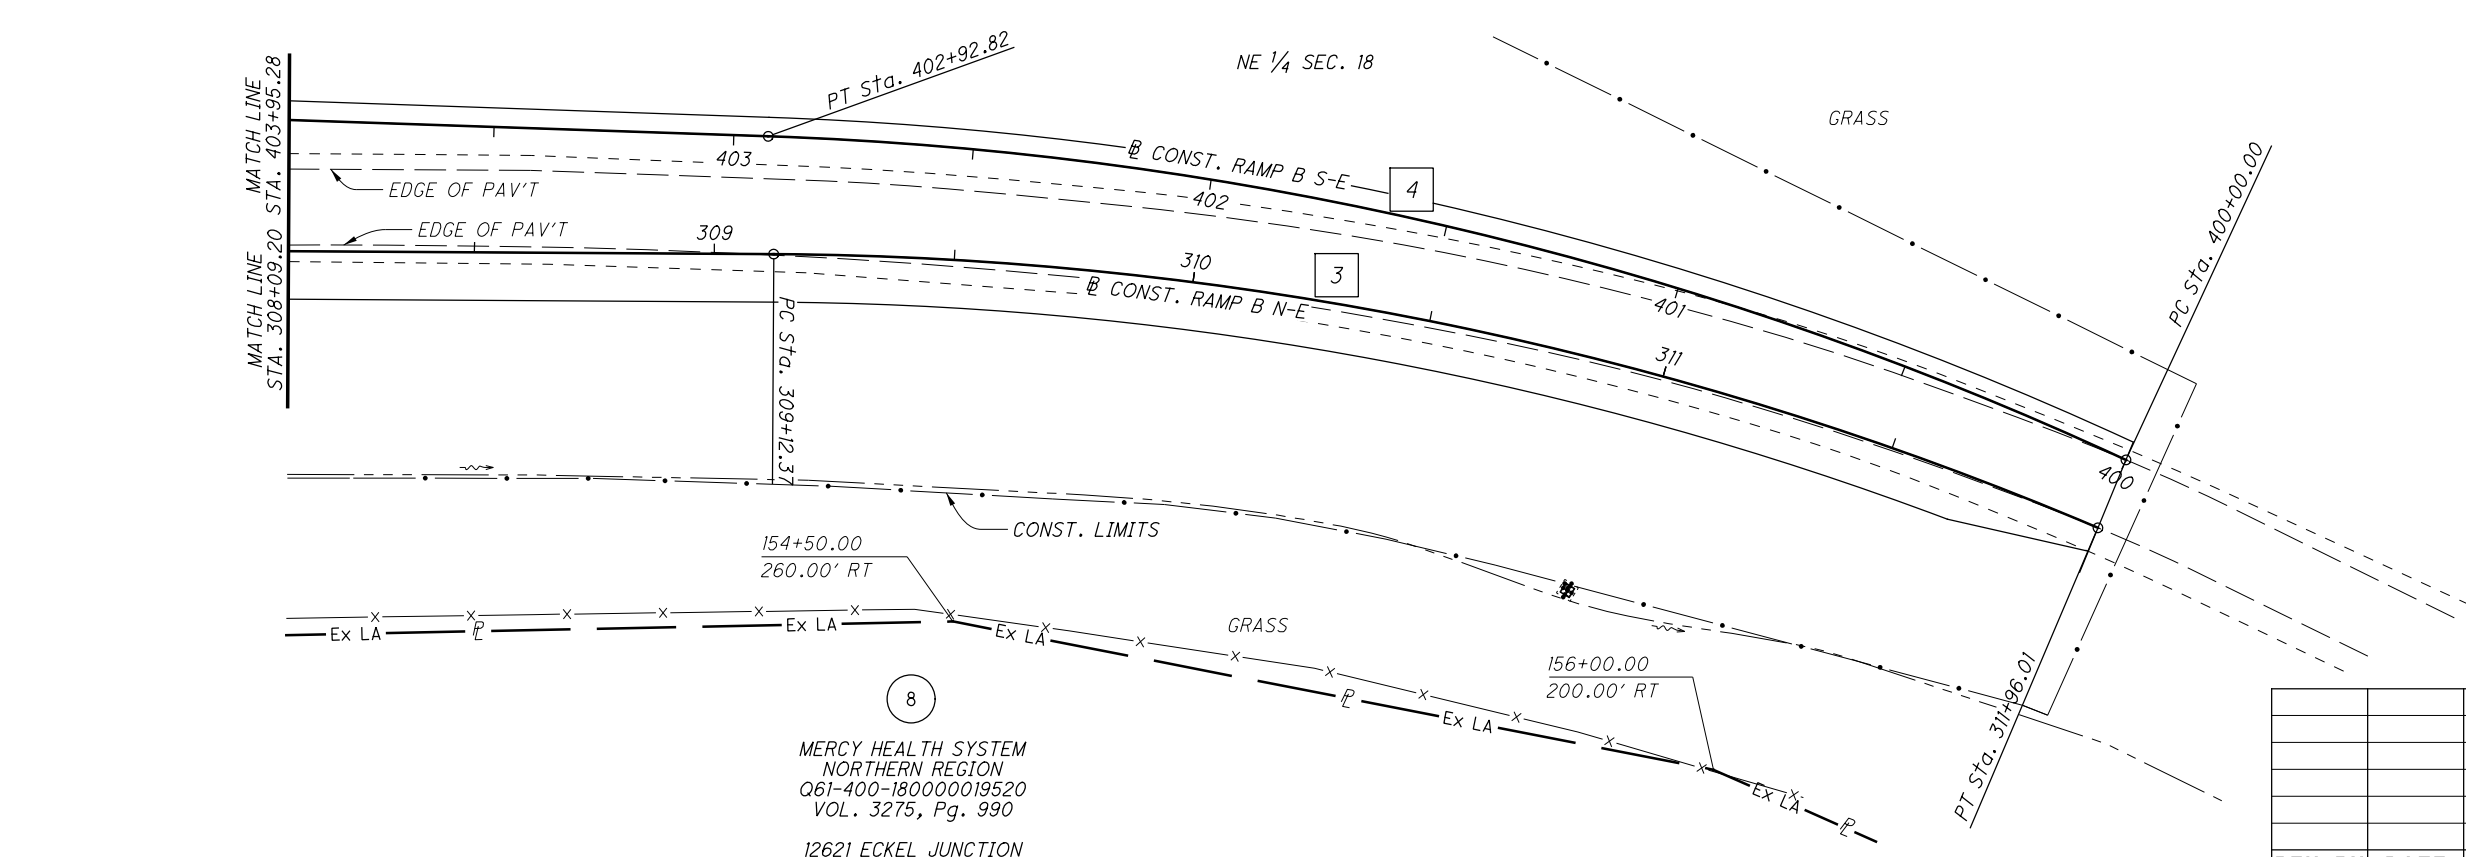 MATCH LINE
STA. 403+95.28
MATCH LINE
STA. 308+09.20
PT Sta. 402+92.82
NE 1/4 SEC. 18
GRASS
PC Sta. 400+00.00
403
EDGE OF PAV'T
EDGE OF PAV'T
309
BL CONST. RAMP B S-E
4
402
310
3
BL CONST. RAMP B N-E
401
311
PC Sta. 309+12.37
400
CONST. LIMITS
154+50.00
260.00' RT
Ex LA
PL
Ex LA
Ex LA
GRASS
PL
Ex LA
156+00.00
200.00' RT
Ex LA
PL
PT Sta. 311+96.01
8
MERCY HEALTH SYSTEM
NORTHERN REGION
Q61-400-180000019520
VOL. 3275, Pg. 990
12621 ECKEL JUNCTION